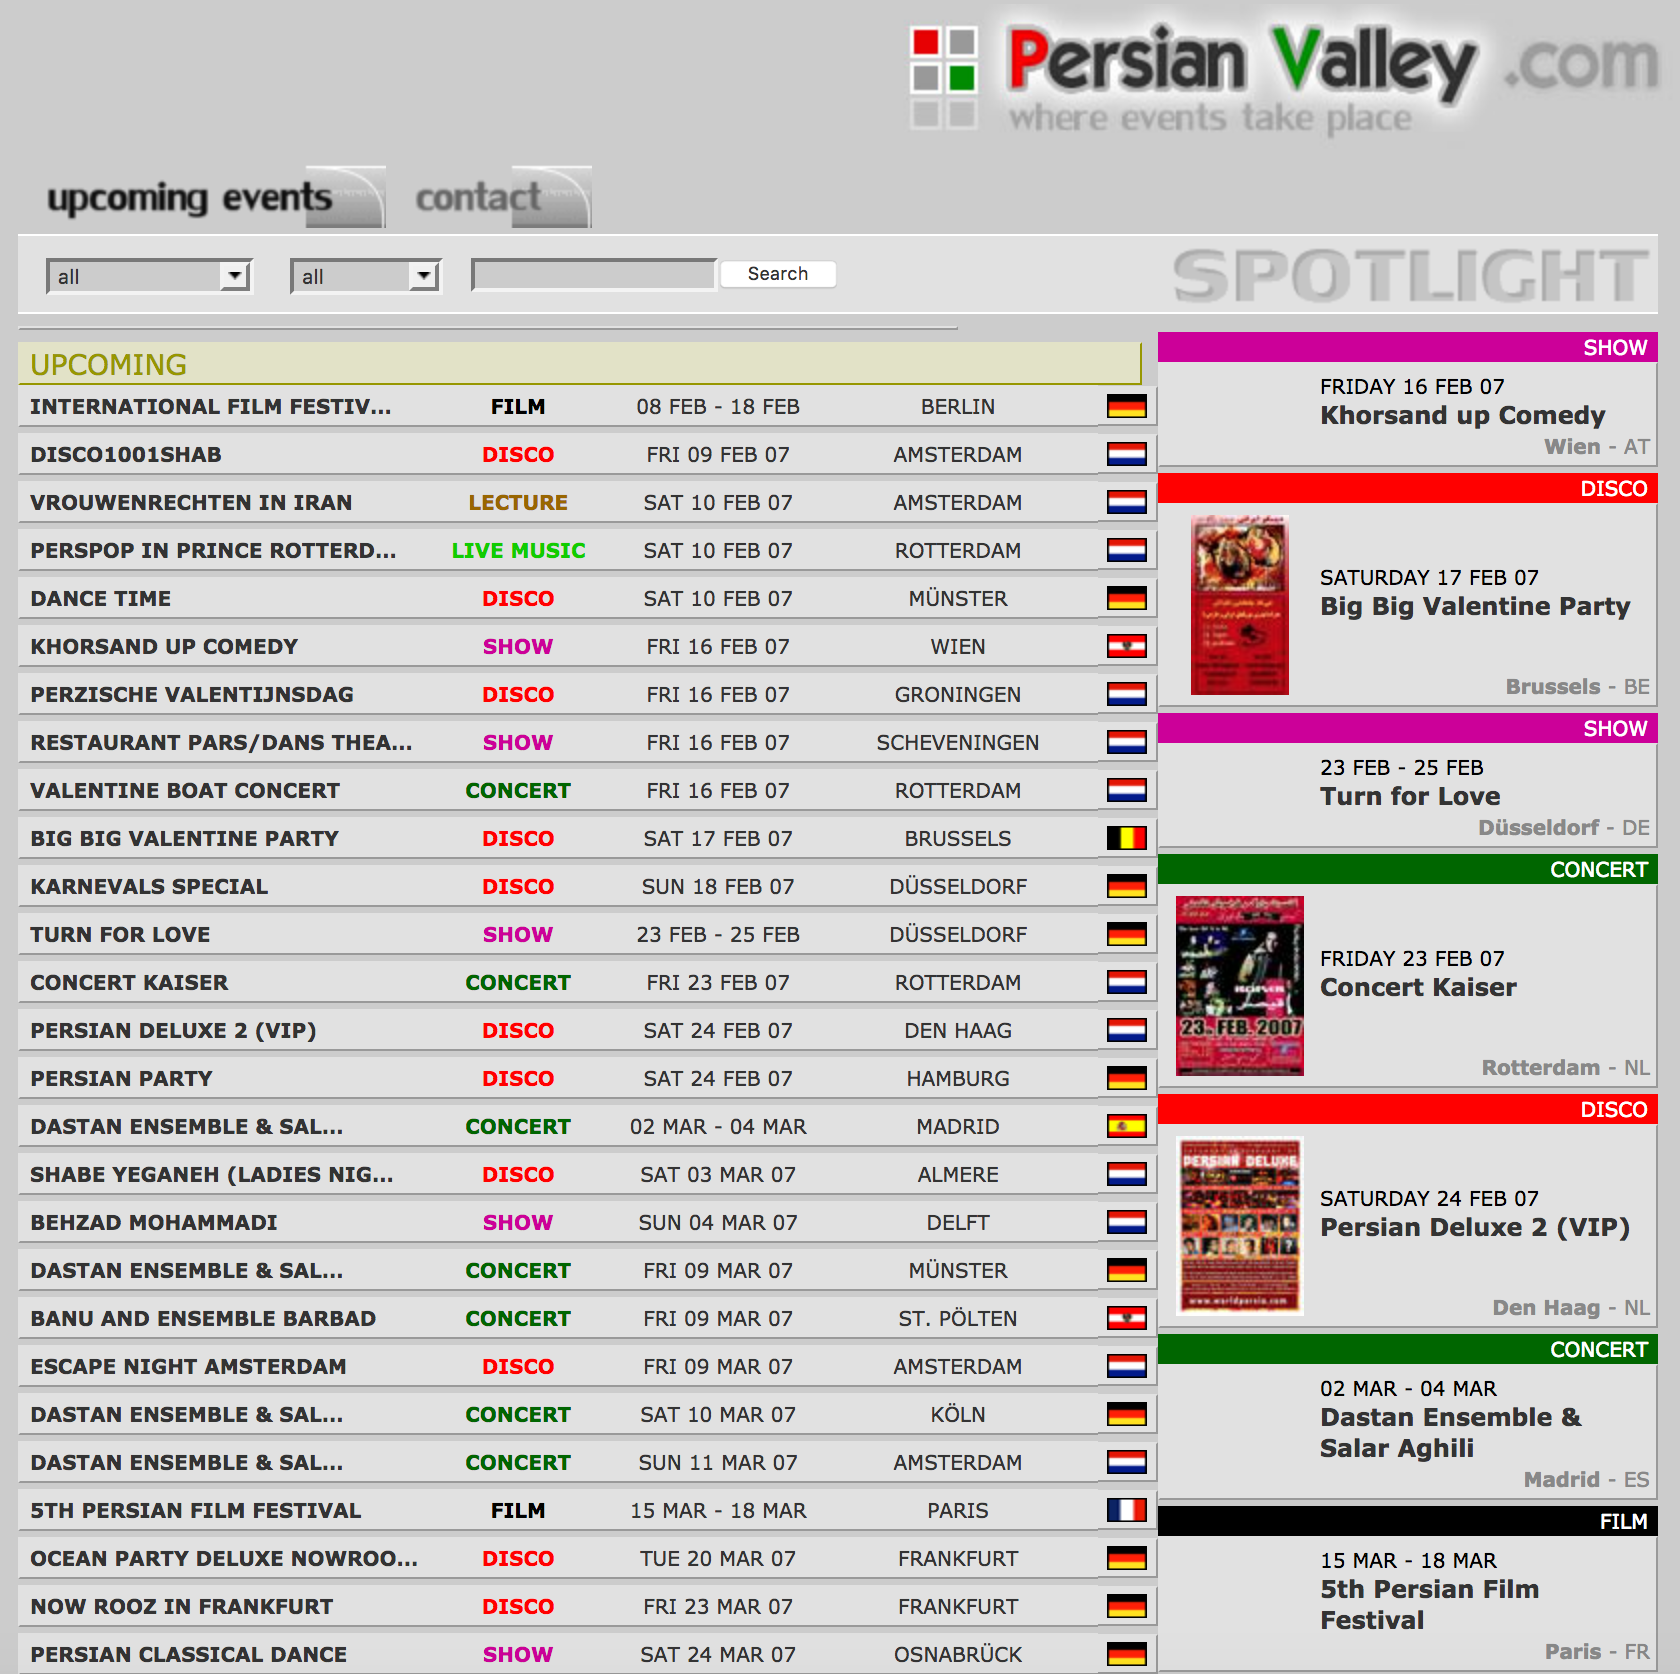 Persian Valley .com
where events take place
upcoming events contact
all all Search SPOTLIGHT
UPCOMING
INTERNATIONAL FILM FESTIV... FILM 08 FEB - 18 FEB BERLIN
DISCO1001SHAB DISCO FRI 09 FEB 07 AMSTERDAM
VROUWENRECHTEN IN IRAN LECTURE SAT 10 FEB 07 AMSTERDAM
PERSPOP IN PRINCE ROTTERD... LIVE MUSIC SAT 10 FEB 07 ROTTERDAM
DANCE TIME DISCO SAT 10 FEB 07 MÜNSTER
KHORSAND UP COMEDY SHOW FRI 16 FEB 07 WIEN
PERZISCHE VALENTIJNSDAG DISCO FRI 16 FEB 07 GRONINGEN
RESTAURANT PARS/DANS THEA... SHOW FRI 16 FEB 07 SCHEVENINGEN
VALENTINE BOAT CONCERT CONCERT FRI 16 FEB 07 ROTTERDAM
BIG BIG VALENTINE PARTY DISCO SAT 17 FEB 07 BRUSSELS
KARNEVALS SPECIAL DISCO SUN 18 FEB 07 DÜSSELDORF
TURN FOR LOVE SHOW 23 FEB - 25 FEB DÜSSELDORF
CONCERT KAISER CONCERT FRI 23 FEB 07 ROTTERDAM
PERSIAN DELUXE 2 (VIP) DISCO SAT 24 FEB 07 DEN HAAG
PERSIAN PARTY DISCO SAT 24 FEB 07 HAMBURG
DASTAN ENSEMBLE & SAL... CONCERT 02 MAR - 04 MAR MADRID
SHABE YEGANEH (LADIES NIG... DISCO SAT 03 MAR 07 ALMERE
BEHZAD MOHAMMADI SHOW SUN 04 MAR 07 DELFT
DASTAN ENSEMBLE & SAL... CONCERT FRI 09 MAR 07 MÜNSTER
BANU AND ENSEMBLE BARBAD CONCERT FRI 09 MAR 07 ST. PÖLTEN
ESCAPE NIGHT AMSTERDAM DISCO FRI 09 MAR 07 AMSTERDAM
DASTAN ENSEMBLE & SAL... CONCERT SAT 10 MAR 07 KÖLN
DASTAN ENSEMBLE & SAL... CONCERT SUN 11 MAR 07 AMSTERDAM
5TH PERSIAN FILM FESTIVAL FILM 15 MAR - 18 MAR PARIS
OCEAN PARTY DELUXE NOWROO... DISCO TUE 20 MAR 07 FRANKFURT
NOW ROOZ IN FRANKFURT DISCO FRI 23 MAR 07 FRANKFURT
PERSIAN CLASSICAL DANCE SHOW SAT 24 MAR 07 OSNABRÜCK
SHOW
FRIDAY 16 FEB 07
Khorsand up Comedy
Wien - AT
DISCO
SATURDAY 17 FEB 07
Big Big Valentine Party
Brussels - BE
SHOW
23 FEB - 25 FEB
Turn for Love
Düsseldorf - DE
CONCERT
FRIDAY 23 FEB 07
Concert Kaiser
23. FEB. 2007
Rotterdam - NL
DISCO
PERSIAN DELUXE
SATURDAY 24 FEB 07
Persian Deluxe 2 (VIP)
www.worldpersia.com
Den Haag - NL
CONCERT
02 MAR - 04 MAR
Dastan Ensemble &
Salar Aghili
Madrid - ES
FILM
15 MAR - 18 MAR
5th Persian Film
Festival
Paris - FR